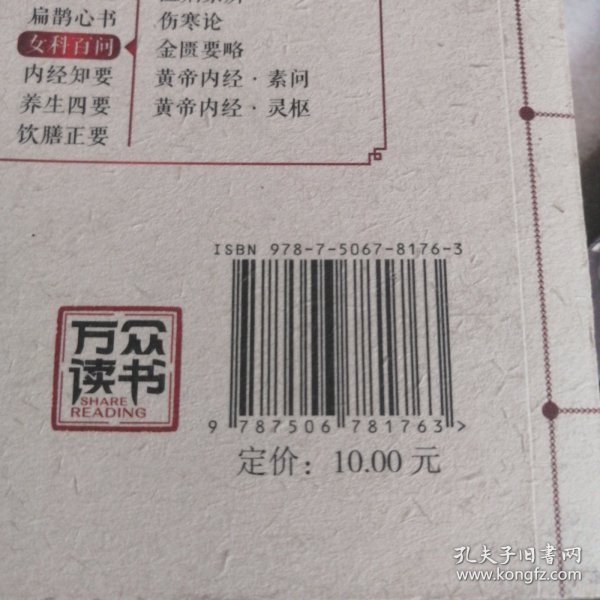 扁鹊心书
女科百问
内经知要
养生四要
饮膳正要
伤寒论
金匮要略
黄帝内经·素问
黄帝内经·灵枢
ISBN 978-7-5067-8176-3
9 787506 781763 >
定价：10.00 元
万众
读书
SHARE
READING
孔夫子旧书网
www.kongfz.com